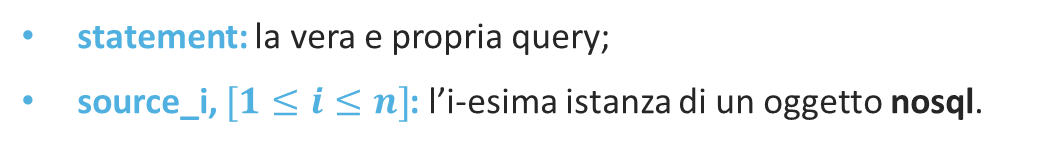 • statement: la vera e propria query;
• source_i, [1 ≤ i ≤ n]: l’i-esima istanza di un oggetto nosql.